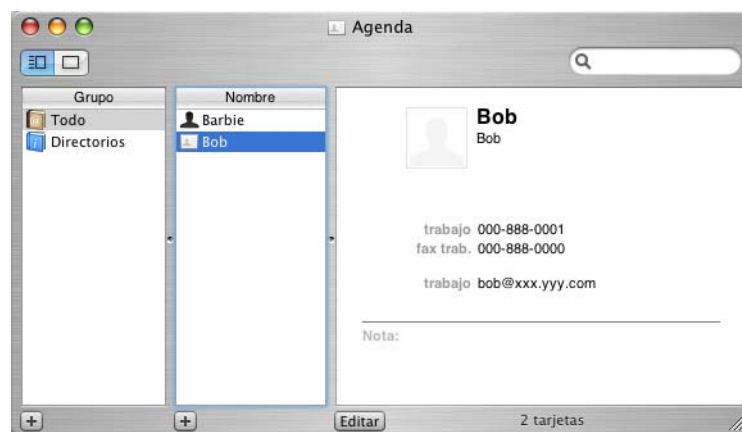 Agenda
Grupo
Todo
Directorios
Nombre
Barbie
Bob
Bob
Bob
trabajo 000-888-0001
fax trab. 000-888-0000
trabajo bob@xxx.yyy.com
Nota:
Editar
2 tarjetas